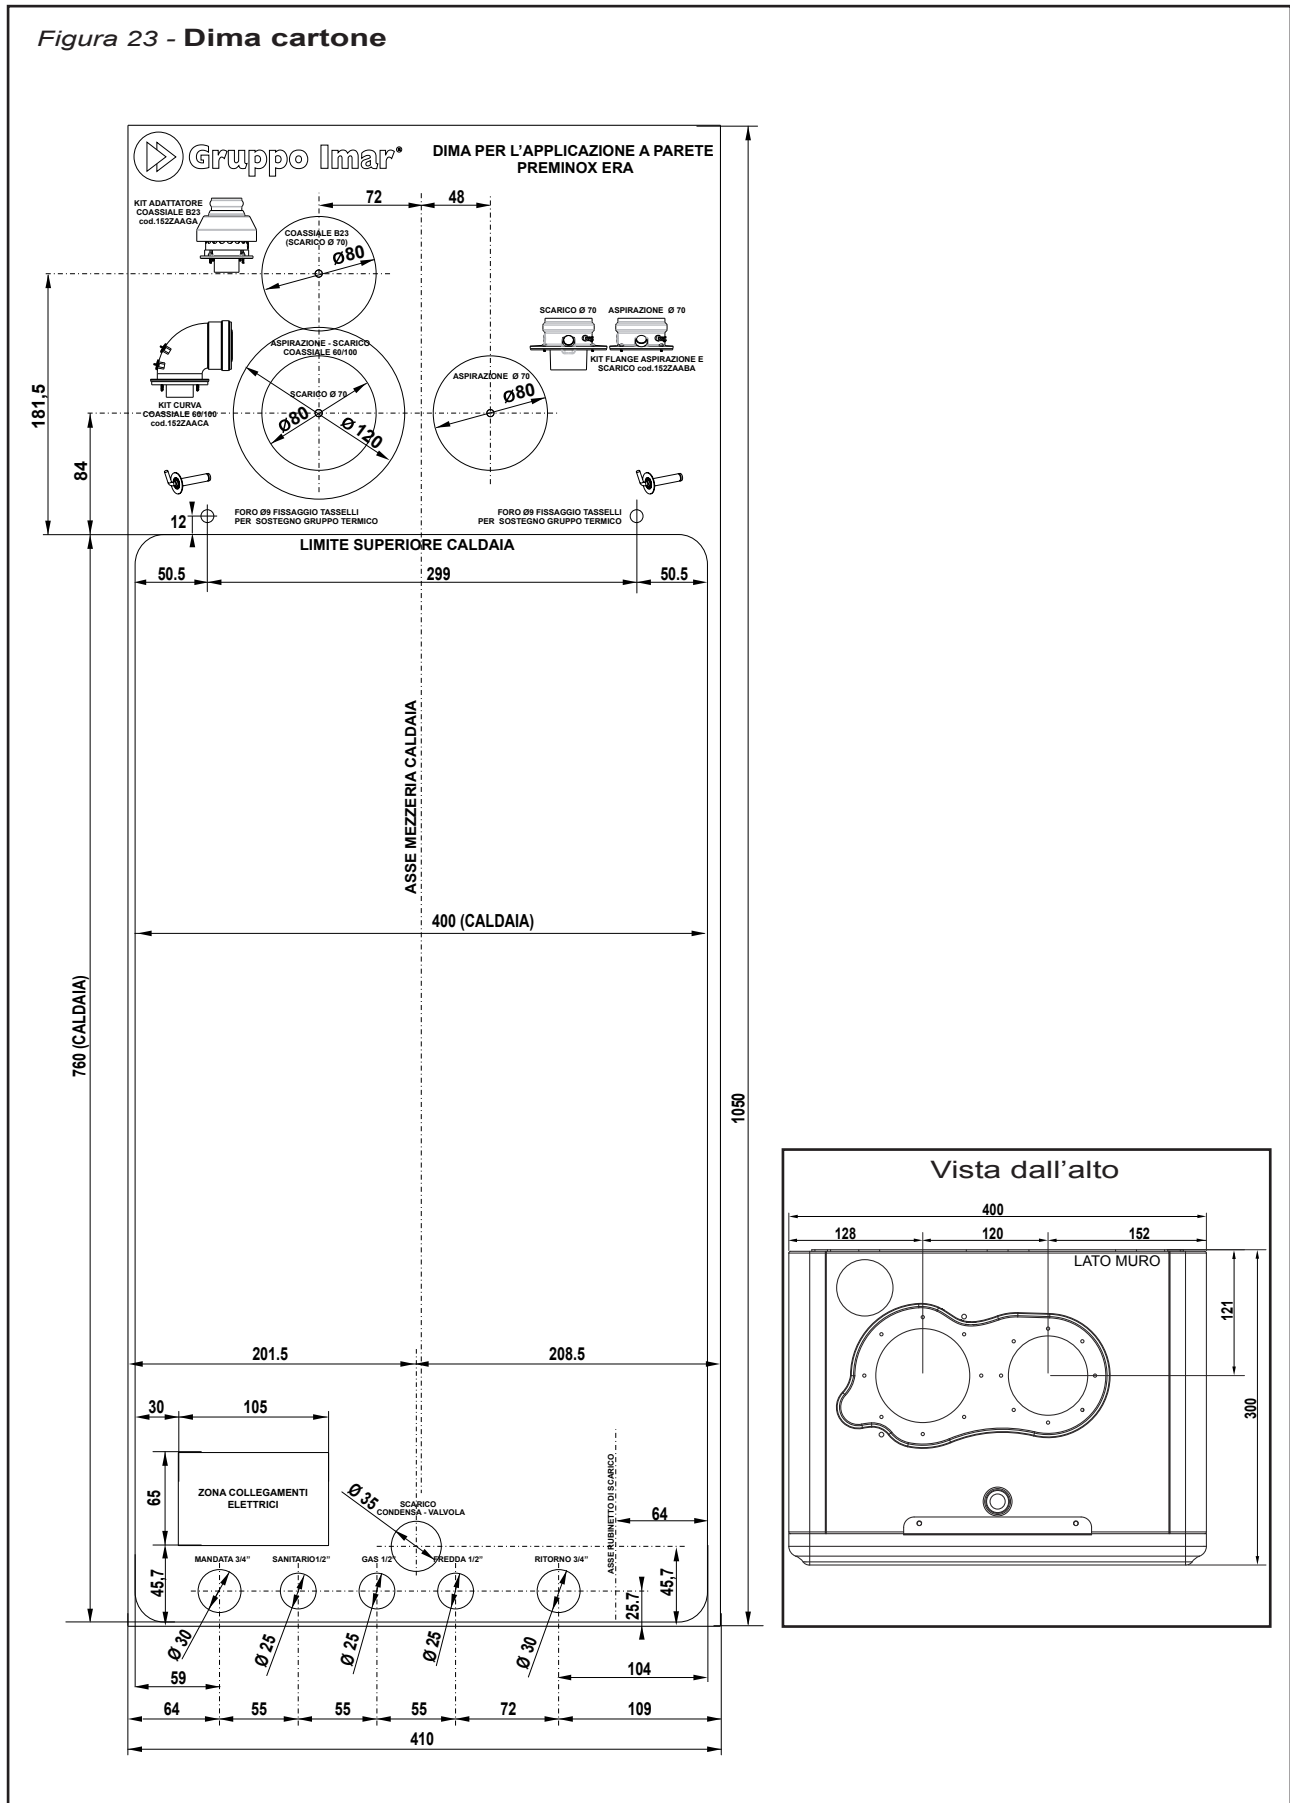 Figura 23 - Dima cartone
Gruppo Imar®
DIMA PER L'APPLICAZIONE A PARETE
PREMINOX ERA
72
48
KIT ADATTATORE
COASSIALE B23
cod.152ZAAGA
COASSIALE B23
(SCARICO Ø 70)
Ø80
SCARICO Ø 70
ASPIRAZIONE Ø 70
KIT FLANGE ASPIRAZIONE E
SCARICO cod.152ZAABA
ASPIRAZIONE - SCARICO
COASSIALE 60/100
SCARICO Ø 70
Ø80
Ø 120
ASPIRAZIONE Ø 70
Ø80
KIT CURVA
COASSIALE 60/100
cod.152ZAACA
181,5
84
12
FORO Ø9 FISSAGGIO TASSELLI
PER SOSTEGNO GRUPPO TERMICO
FORO Ø9 FISSAGGIO TASSELLI
PER SOSTEGNO GRUPPO TERMICO
LIMITE SUPERIORE CALDAIA
50.5
299
50.5
ASSE MEZZERIA CALDAIA
400 (CALDAIA)
760 (CALDAIA)
1050
Vista dall'alto
400
128
120
152
LATO MURO
121
300
201.5
208.5
30
105
65
ZONA COLLEGAMENTI
ELETTRICI
Ø 35
SCARICO
CONDENSA - VALVOLA
ASSE RUBINETTO DI SCARICO
64
45,7
MANDATA 3/4"
SANITARIO1/2"
GAS 1/2"
FREDDA 1/2"
RITORNO 3/4"
45,7
25.7
Ø 30
Ø 25
Ø 25
Ø 25
Ø 30
59
104
64
55
55
55
72
109
410